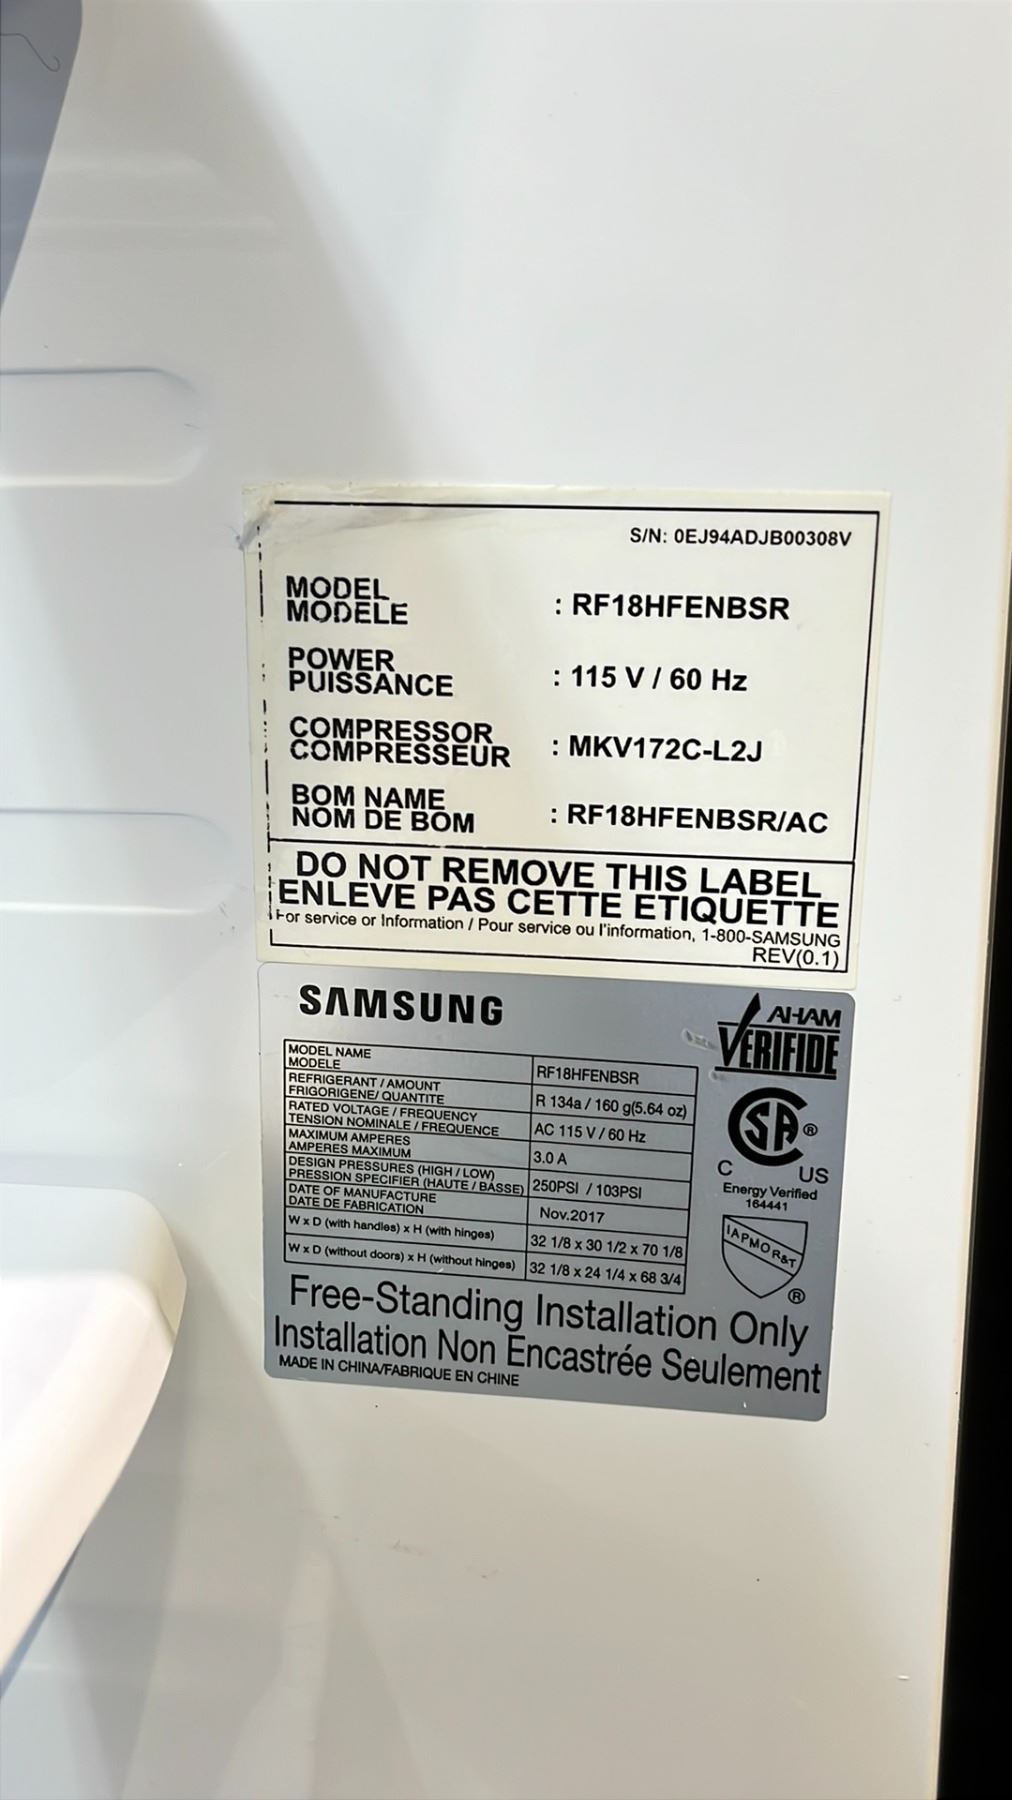 S/N: 0EJ94ADJB00308V
MODEL
MODELE : RF18HFENBSR
POWER
PUISSANCE : 115 V / 60 Hz
COMPRESSOR
COMPRESSEUR : MKV172C-L2J
BOM NAME
NOM DE BOM : RF18HFENBSR/AC
DO NOT REMOVE THIS LABEL
ENLEVE PAS CETTE ETIQUETTE
For service or Information / Pour service ou l'information, 1-800-SAMSUNG
REV(0.1)
SAMSUNG
AHAM
VERIFIDE
MODEL NAME
MODELE RF18HFENBSR
REFRIGERANT / AMOUNT
FRIGORIGENE/ QUANTITE R 134a / 160 g(5.64 oz)
RATED VOLTAGE / FREQUENCY
TENSION NOMINALE / FREQUENCE AC 115 V / 60 Hz
MAXIMUM AMPERES
AMPERES MAXIMUM 3.0 A
DESIGN PRESSURES (HIGH / LOW)
PRESSION SPECIFIER (HAUTE / BASSE) 250PSI / 103PSI
DATE OF MANUFACTURE
DATE DE FABRICATION Nov.2017
W x D (with handles) x H (with hinges) 32 1/8 x 30 1/2 x 70 1/8
W x D (without doors) x H (without hinges) 32 1/8 x 24 1/4 x 68 3/4
SA ®
C US
Energy Verified
164441
IAPMO R&T
®
Free-Standing Installation Only
Installation Non Encastrée Seulement
MADE IN CHINA/FABRIQUE EN CHINE